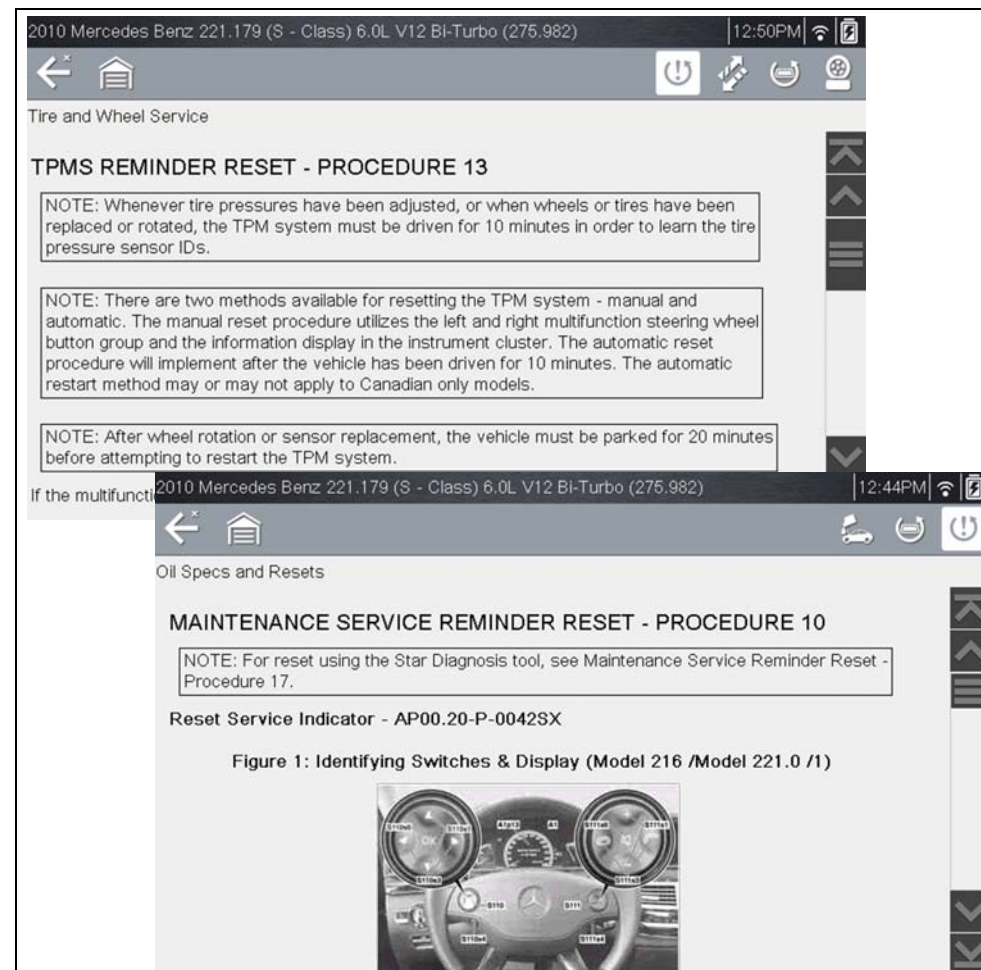 2010 Mercedes Benz 221.179 (S - Class) 6.0L V12 Bi-Turbo (275.982)
12:50PM
Tire and Wheel Service
TPMS REMINDER RESET - PROCEDURE 13
NOTE: Whenever tire pressures have been adjusted, or when wheels or tires have been
replaced or rotated, the TPM system must be driven for 10 minutes in order to learn the tire
pressure sensor IDs.
NOTE: There are two methods available for resetting the TPM system - manual and
automatic. The manual reset procedure utilizes the left and right multifunction steering wheel
button group and the information display in the instrument cluster. The automatic reset
procedure will implement after the vehicle has been driven for 10 minutes. The automatic
restart method may or may not apply to Canadian only models.
NOTE: After wheel rotation or sensor replacement, the vehicle must be parked for 20 minutes
before attempting to restart the TPM system.
If the multifuncti
2010 Mercedes Benz 221.179 (S - Class) 6.0L V12 Bi-Turbo (275.982)
12:44PM
Oil Specs and Resets
MAINTENANCE SERVICE REMINDER RESET - PROCEDURE 10
NOTE: For reset using the Star Diagnosis tool, see Maintenance Service Reminder Reset -
Procedure 17.
Reset Service Indicator - AP00.20-P-0042SX
Figure 1: Identifying Switches & Display (Model 216 /Model 221.0 /1)
A1p13 A1
OK
S110 S111
S110s4 S111s4